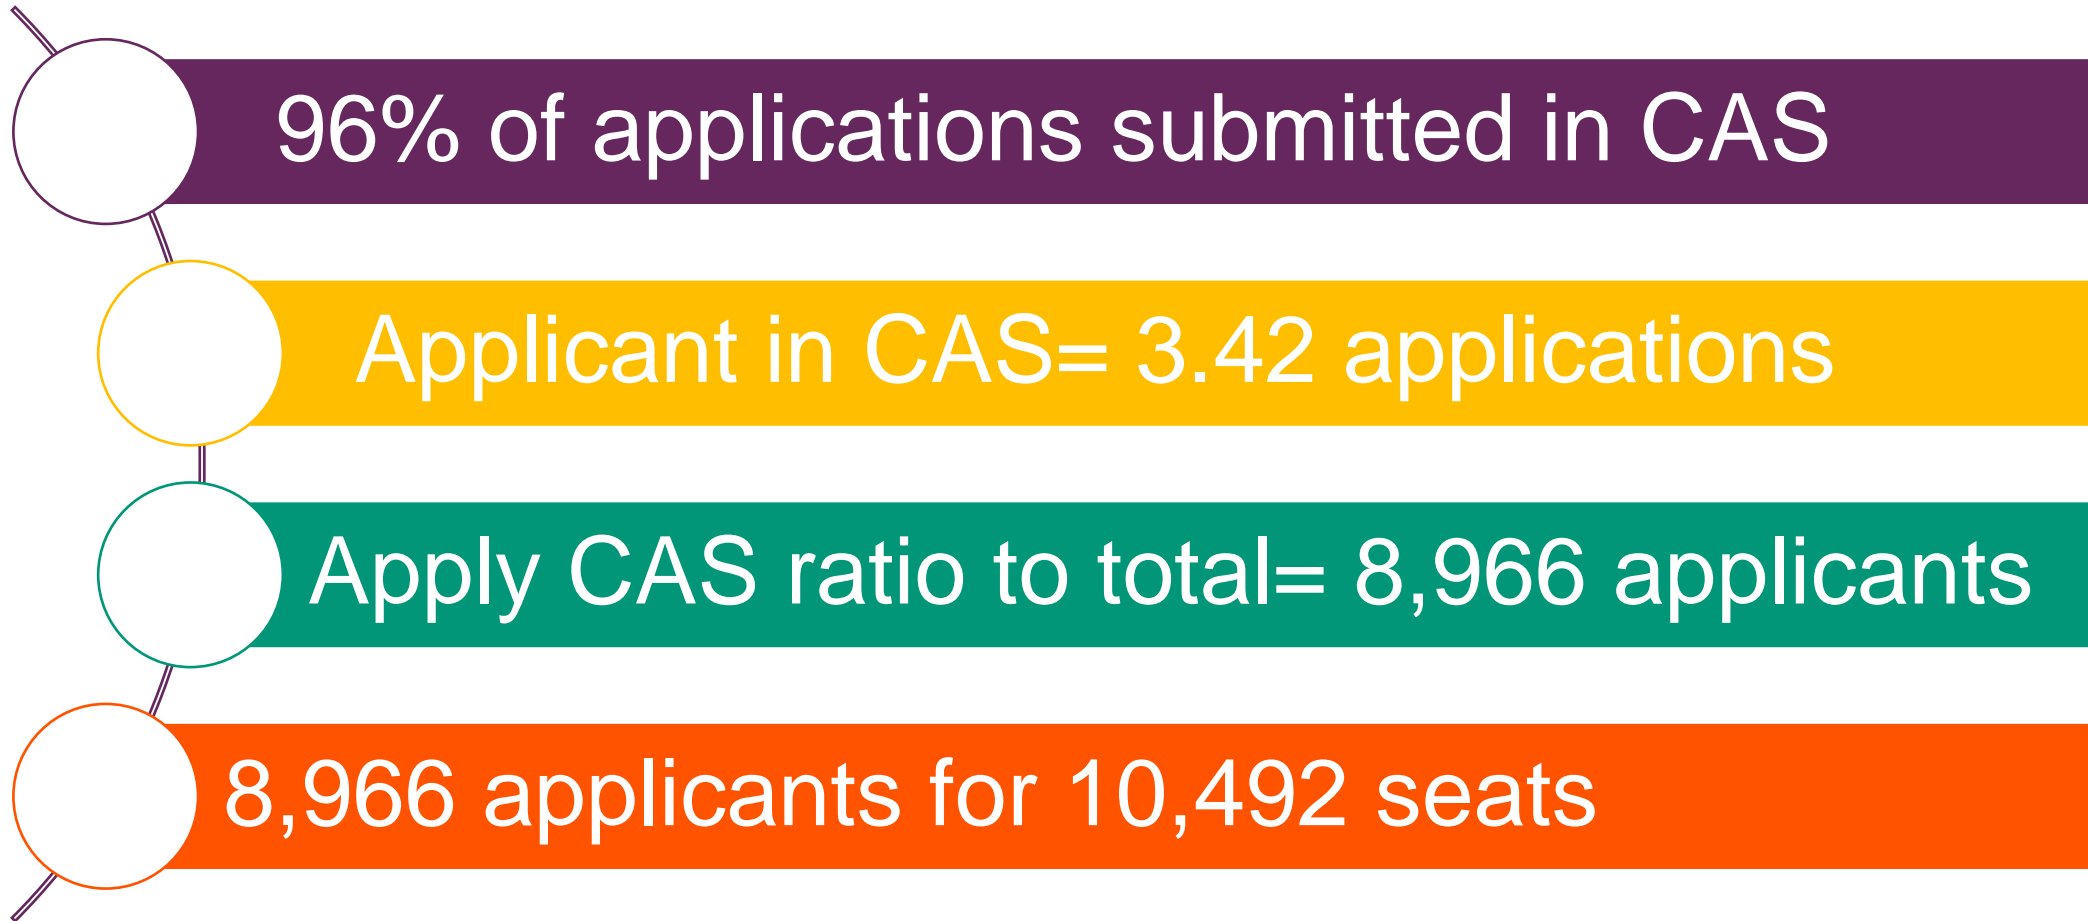 96% of applications submitted in CAS
Applicant in CAS= 3.42 applications
Apply CAS ratio to total= 8,966 applicants
8,966 applicants for 10,492 seats